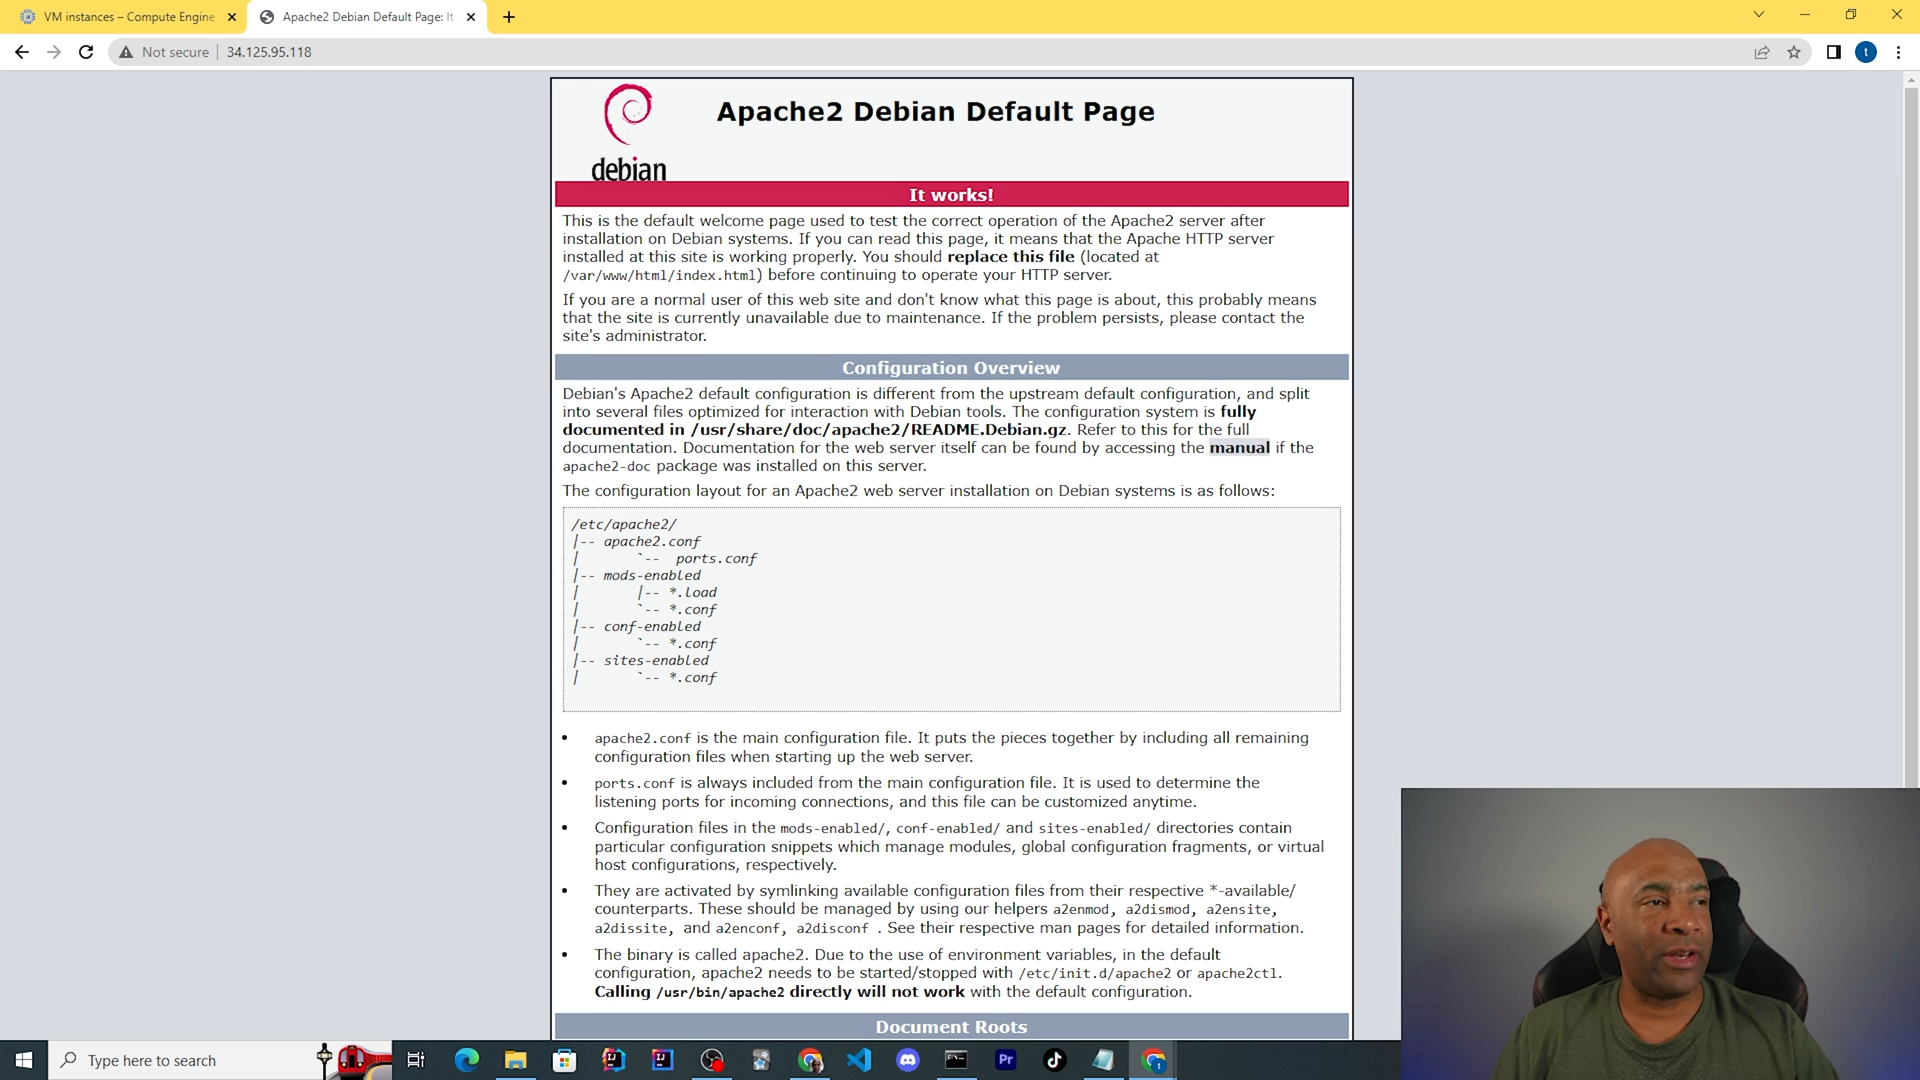 VM instances – Compute Engine
Apache2 Debian Default Page: It
Not secure
34.125.95.118
t
debian
Apache2 Debian Default Page
It works!
This is the default welcome page used to test the correct operation of the Apache2 server after
installation on Debian systems. If you can read this page, it means that the Apache HTTP server
installed at this site is working properly. You should replace this file (located at
/var/www/html/index.html) before continuing to operate your HTTP server.
If you are a normal user of this web site and don't know what this page is about, this probably means
that the site is currently unavailable due to maintenance. If the problem persists, please contact the
site's administrator.
Configuration Overview
Debian's Apache2 default configuration is different from the upstream default configuration, and split
into several files optimized for interaction with Debian tools. The configuration system is fully
documented in /usr/share/doc/apache2/README.Debian.gz. Refer to this for the full
documentation. Documentation for the web server itself can be found by accessing the manual if the
apache2-doc package was installed on this server.
The configuration layout for an Apache2 web server installation on Debian systems is as follows:
/etc/apache2/
|-- apache2.conf
|       `--  ports.conf
|-- mods-enabled
|       |-- *.load
|       `-- *.conf
|-- conf-enabled
|       `-- *.conf
|-- sites-enabled
|       `-- *.conf
• apache2.conf is the main configuration file. It puts the pieces together by including all remaining
configuration files when starting up the web server.
• ports.conf is always included from the main configuration file. It is used to determine the
listening ports for incoming connections, and this file can be customized anytime.
• Configuration files in the mods-enabled/, conf-enabled/ and sites-enabled/ directories contain
particular configuration snippets which manage modules, global configuration fragments, or virtual
host configurations, respectively.
• They are activated by symlinking available configuration files from their respective *-available/
counterparts. These should be managed by using our helpers a2enmod, a2dismod, a2ensite,
a2dissite, and a2enconf, a2disconf . See their respective man pages for detailed information.
• The binary is called apache2. Due to the use of environment variables, in the default
configuration, apache2 needs to be started/stopped with /etc/init.d/apache2 or apache2ctl.
Calling /usr/bin/apache2 directly will not work with the default configuration.
Document Roots
Type here to search
Pr